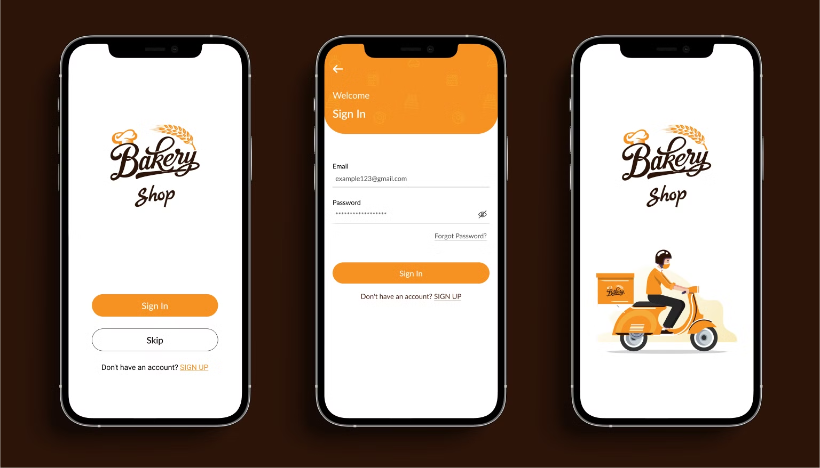 Bakery
Shop
Sign In
Skip
Don't have an account? SIGN UP
Welcome
Sign In
Email
example123@gmail.com
Password
******************
Forgot Password?
Sign In
Don't have an account? SIGN UP
Bakery
Shop
Bakery